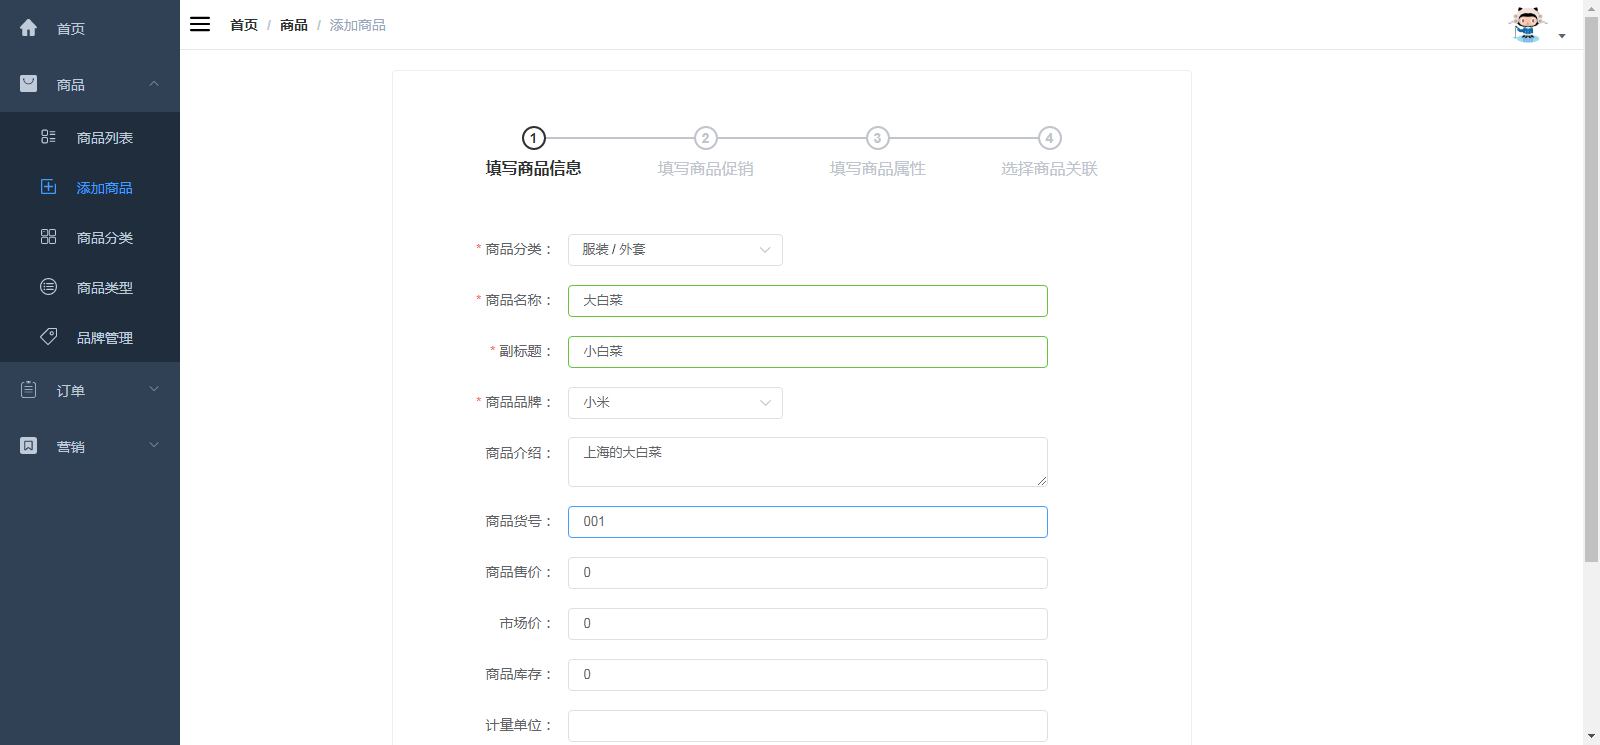 首页
商品
商品列表
添加商品
商品分类
商品类型
品牌管理
订单
营销
首页 / 商品 / 添加商品
1 2 3 4
填写商品信息 填写商品促销 填写商品属性 选择商品关联
* 商品分类： 服装 / 外套
* 商品名称： 大白菜
* 副标题： 小白菜
* 商品品牌： 小米
商品介绍： 上海的大白菜
商品货号： 001
商品售价： 0
市场价： 0
商品库存： 0
计量单位：